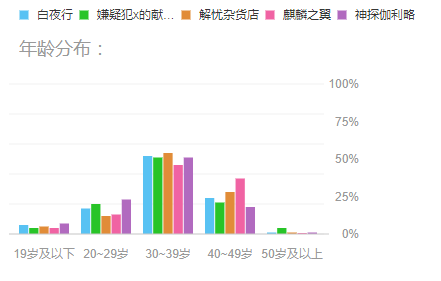 白夜行 嫌疑犯x的献... 解忧杂货店 麒麟之翼 神探伽利略
年龄分布：
100%
75%
50%
25%
0%
19岁及以下 20~29岁 30~39岁 40~49岁 50岁及以上